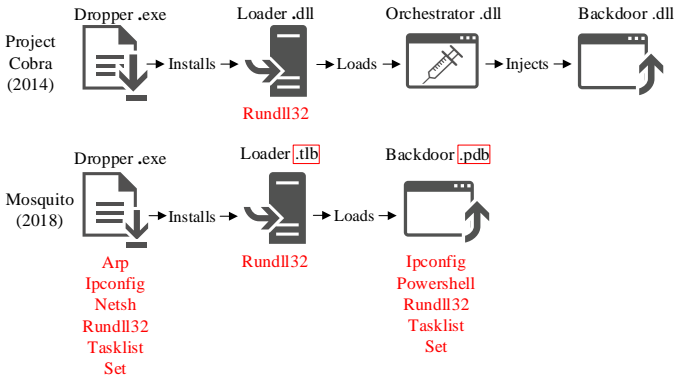 Dropper .exe
Loader .dll
Orchestrator .dll
Backdoor .dll
Project
Cobra
(2014)
Installs
Loads
Injects
Rundll32
Dropper .exe
Loader .tlb
Backdoor .pdb
Mosquito
(2018)
Installs
Loads
Arp
Ipconfig
Netsh
Rundll32
Tasklist
Set
Rundll32
Ipconfig
Powershell
Rundll32
Tasklist
Set